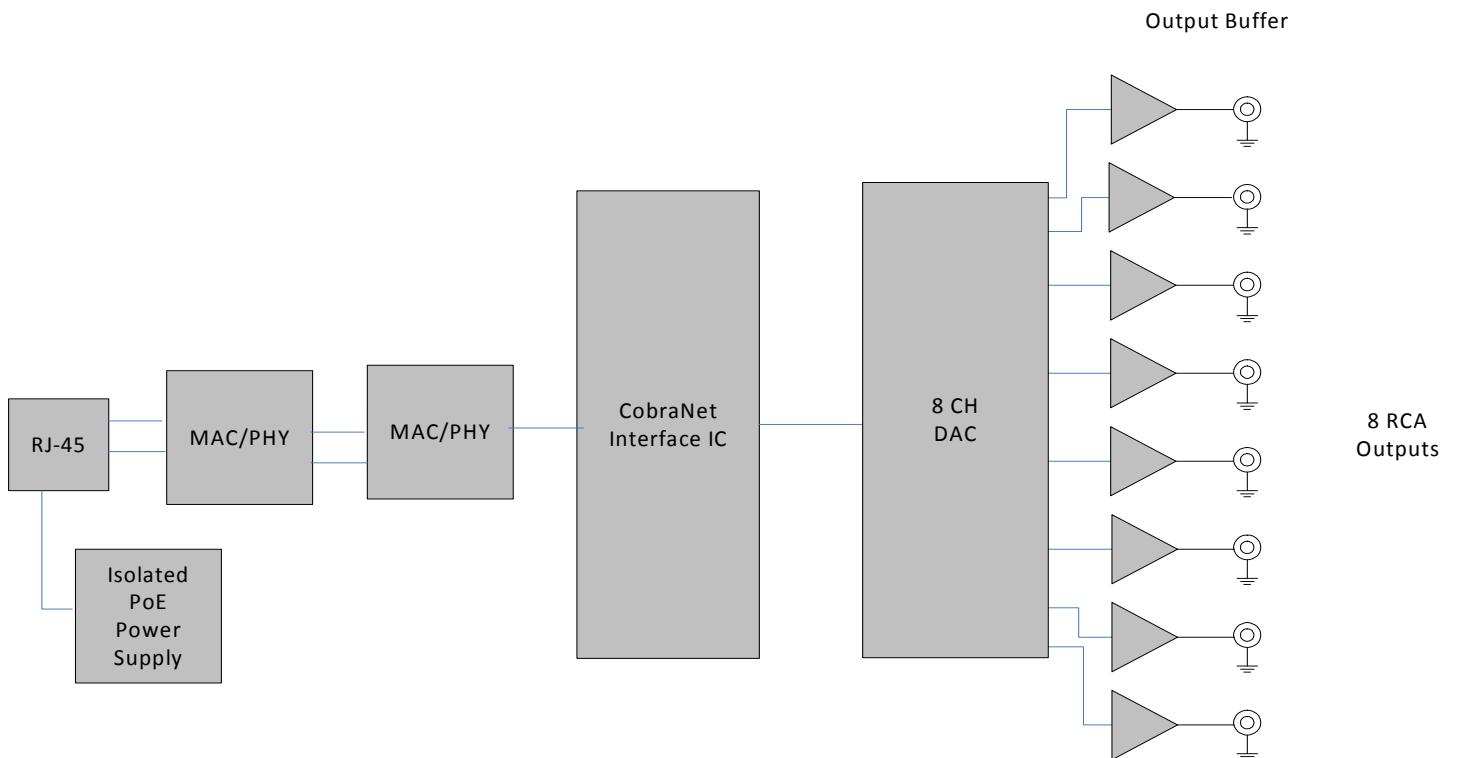 Output Buffer
RJ-45
MAC/PHY
MAC/PHY
CobraNet
Interface IC
8 CH
DAC
8 RCA
Outputs
Isolated
PoE
Power
Supply